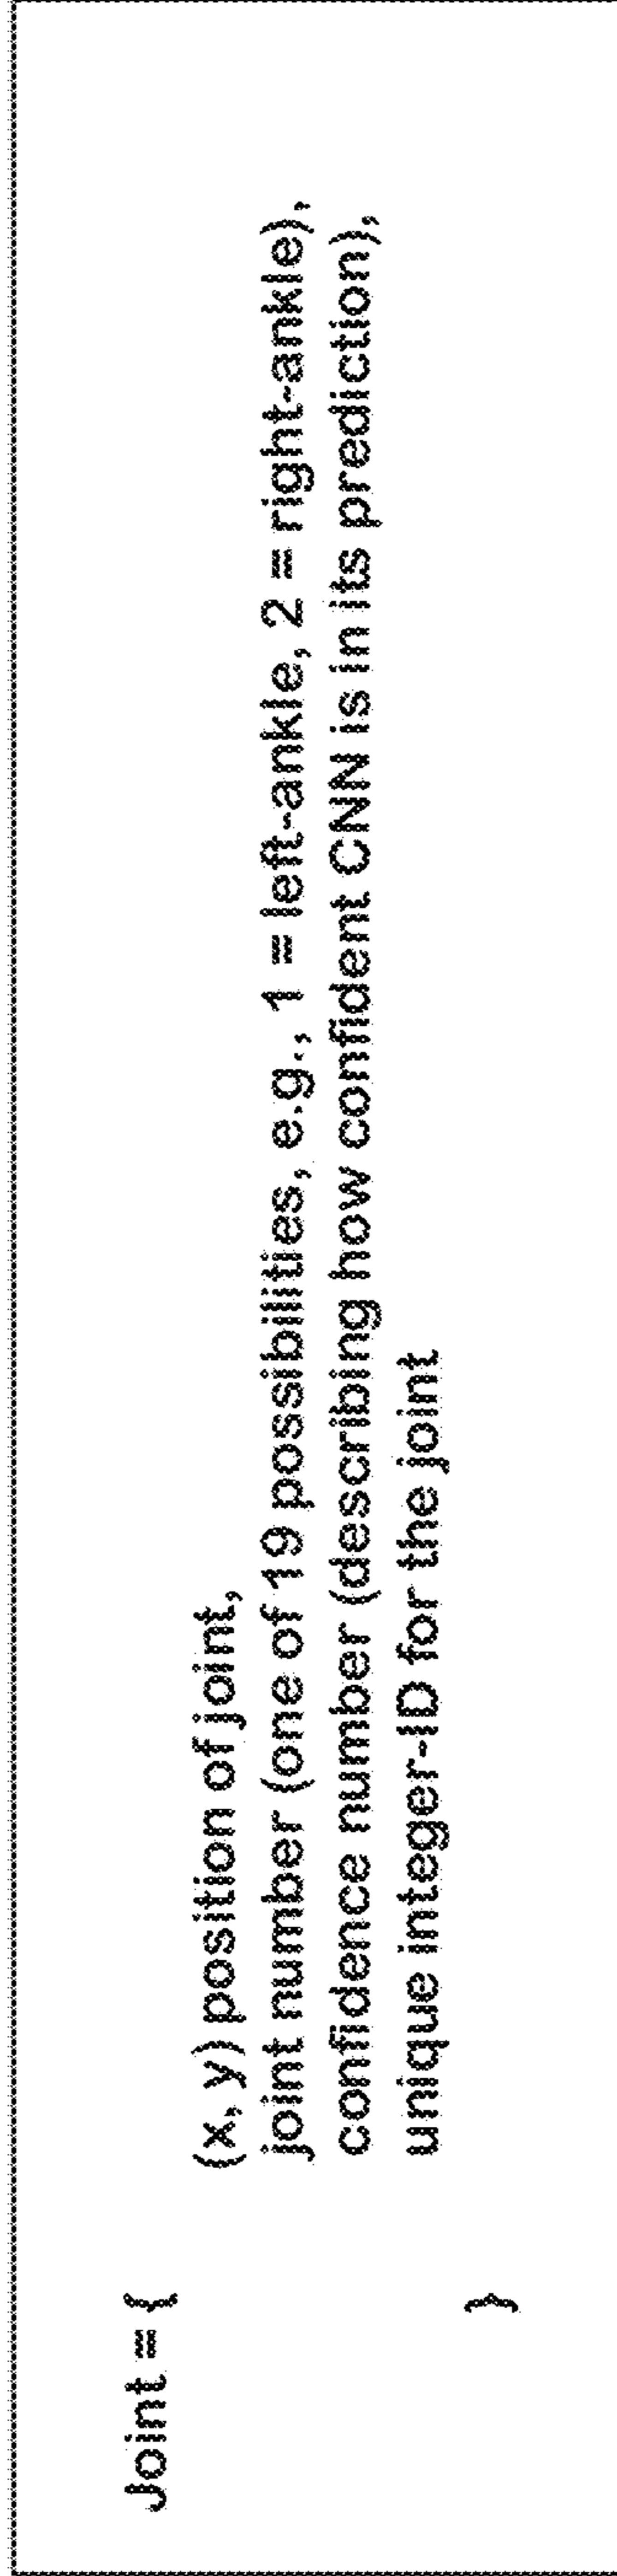 Joint = {
(x, y) position of joint,
joint number (one of 19 possibilities, e.g., 1 = left-ankle, 2 = right-ankle),
confidence number (describing how confident CNN is in its prediction),
unique integer-ID for the joint
}